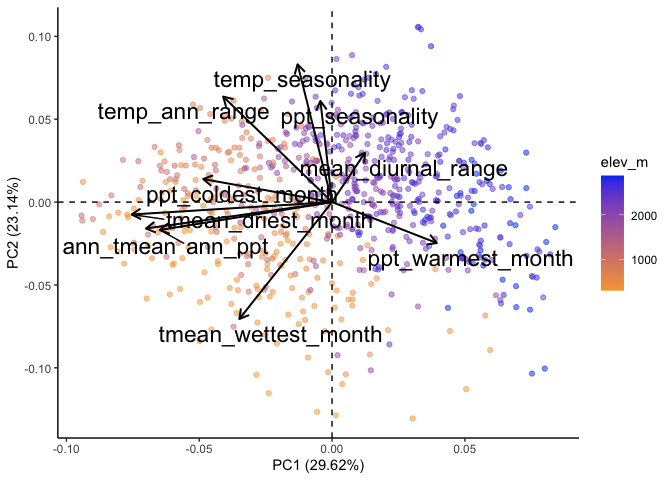 0.10
0.05
0.00
-0.05
-0.10
PC2 (23.14%)
temp_seasonality
temp_ann_range
ppt_seasonality
mean_diurnal_range
ppt_coldest_month
tmean_driest_month
ann_tmean
ann_ppt
ppt_warmest_month
tmean_wettest_month
-0.10
-0.05
0.00
0.05
PC1 (29.62%)
elev_m
2000
1000